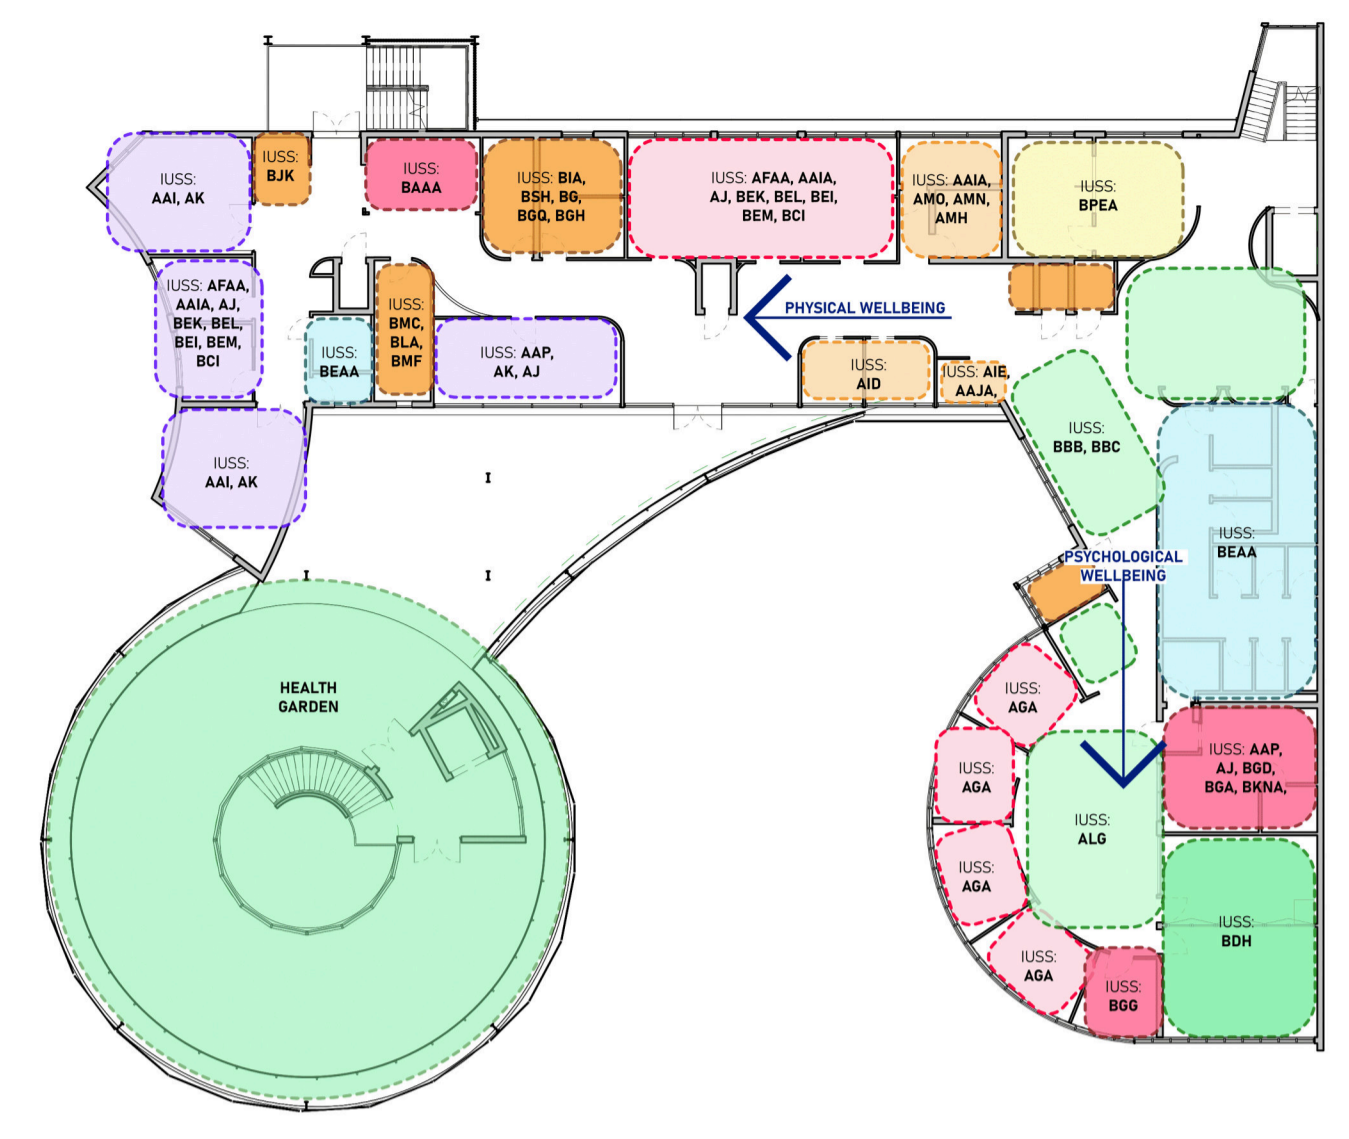 IUSS:
AAI, AK
IUSS:
BJK
IUSS:
BAAA
IUSS: BIA,
BSH, BG,
BGQ, BGH
IUSS: AFAA, AAIA,
AJ, BEK, BEL, BEI,
BEM, BCI
IUSS: AAIA,
AMO, AMN,
AMH
IUSS:
BPEA
IUSS: AFAA,
AAIA, AJ,
BEK, BEL,
BEI, BEM,
BCI
IUSS:
BEAA
IUSS:
BMC,
BLA,
BMF
IUSS: AAP,
AK, AJ
PHYSICAL WELLBEING
IUSS:
AID
IUSS: AIE,
AAJA,
IUSS:
BBB, BBC
IUSS:
AAI, AK
IUSS:
BEAA
PSYCHOLOGICAL
WELLBEING
HEALTH
GARDEN
IUSS:
AGA
IUSS:
AGA
IUSS:
AGA
IUSS:
AGA
IUSS:
ALG
IUSS: AAP,
AJ, BGD,
BGA, BKNA,
IUSS:
BDH
IUSS:
BGG